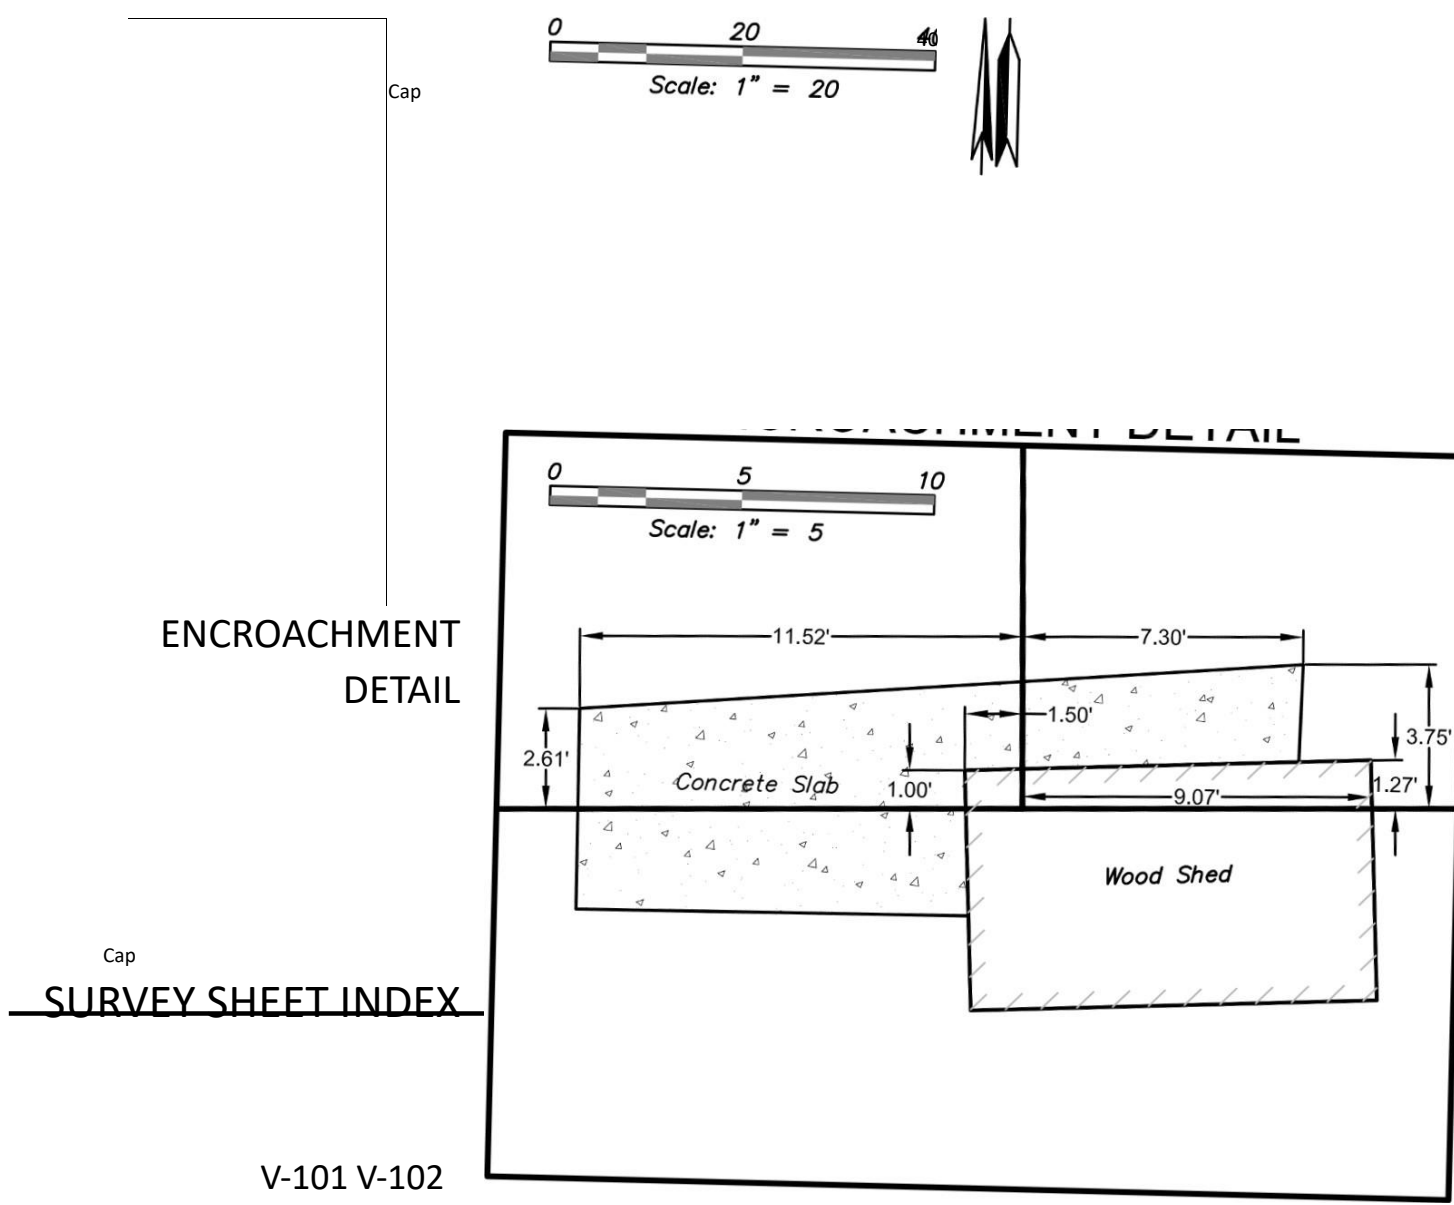 0 20 40
Scale: 1" = 20
Cap
ENCROACHMENT DETAIL
0 5 10
Scale: 1" = 5
ENCROACHMENT
DETAIL
11.52' 7.30'
1.50'
2.61' 3.75'
Concrete Slab 1.00' 1.27'
9.07'
Wood Shed
Cap
SURVEY SHEET INDEX
V-101 V-102